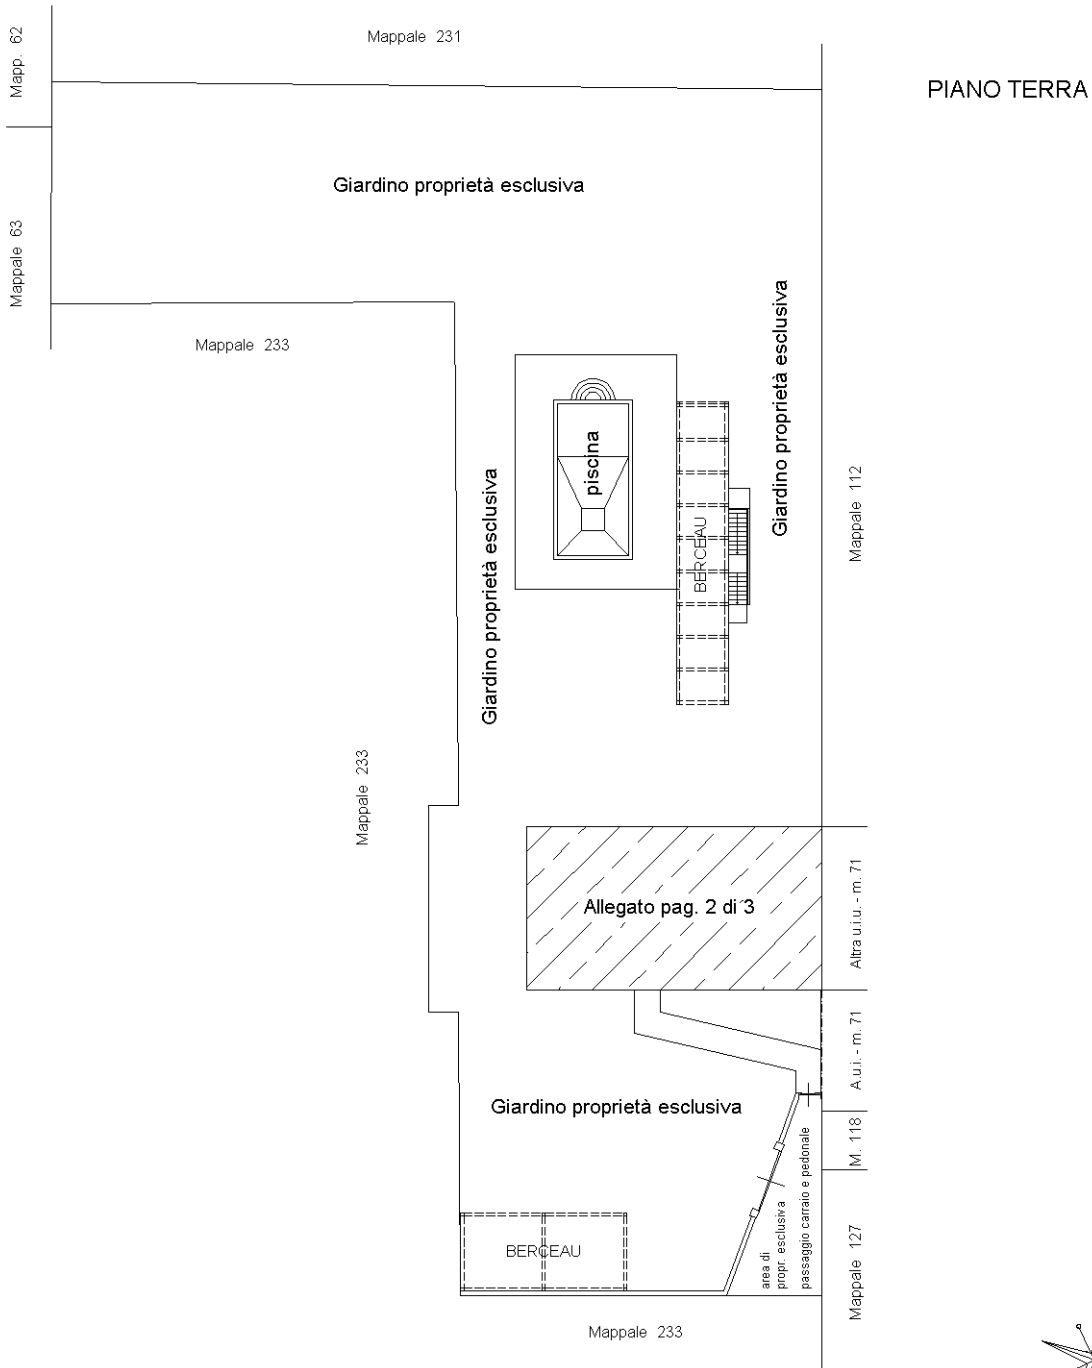 Mapp. 62
Mappale 231
PIANO TERRA
Giardino proprietà esclusiva
Mappale 63
Mappale 233
Giardino proprietà esclusiva
piscina
Giardino proprietà esclusiva
Mappale 112
BERCEAU
Mappale 233
Allegato pag. 2 di 3
Altra u.i.u. - m. 71
A.u.i. - m. 71
Giardino proprietà esclusiva
M. 118
area di
propr. esclusiva
passaggio carraio e pedonale
BERCEAU
Mappale 127
Mappale 233